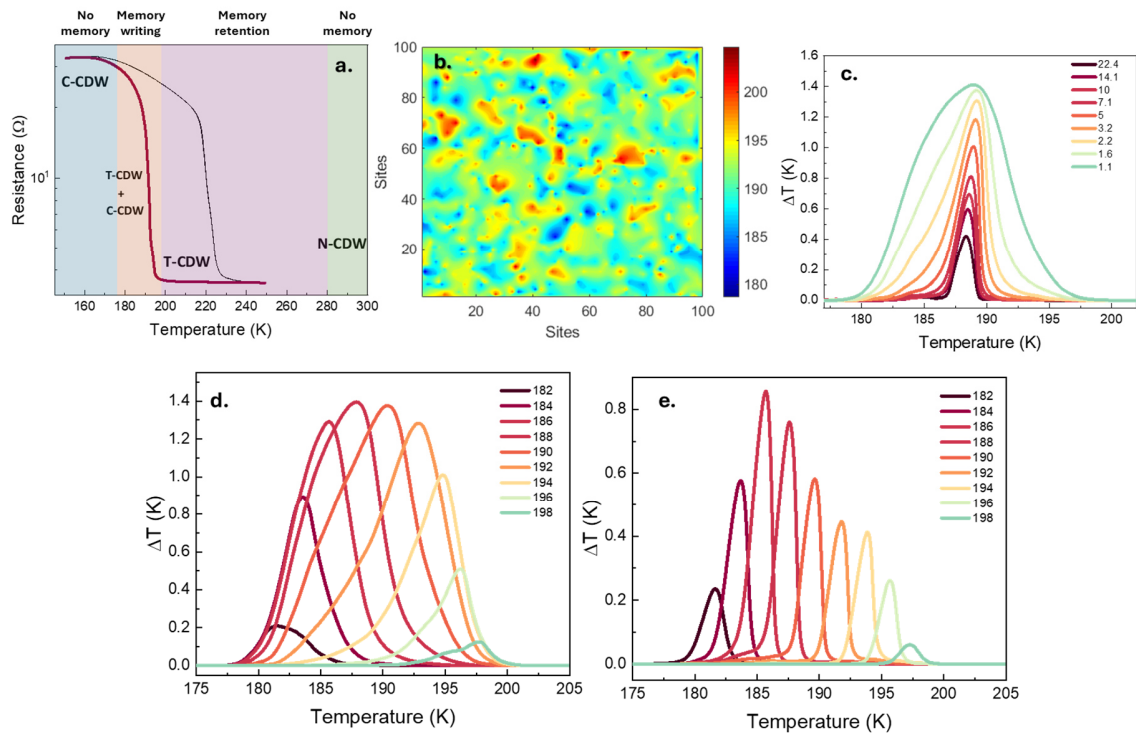 No memory
Memory writing
Memory retention
No memory
a.
C-CDW
T-CDW
+
C-CDW
T-CDW
N-CDW
10¹
Resistance (Ω)
160 180 200 220 240 260 280 300
Temperature (K)
b.
100
80
60
40
20
Sites
20 40 60 80 100
Sites
200
195
190
185
180
c.
1.6
1.4
1.2
1.0
0.8
0.6
0.4
0.2
0.0
ΔT (K)
22.4
14.1
10
7.1
5
3.2
2.2
1.6
1.1
180 185 190 195 200
Temperature (K)
d.
1.4
1.2
1.0
0.8
0.6
0.4
0.2
0.0
ΔT (K)
182
184
186
188
190
192
194
196
198
175 180 185 190 195 200 205
Temperature (K)
e.
0.8
0.6
0.4
0.2
0.0
ΔT (K)
182
184
186
188
190
192
194
196
198
175 180 185 190 195 200 205
Temperature (K)